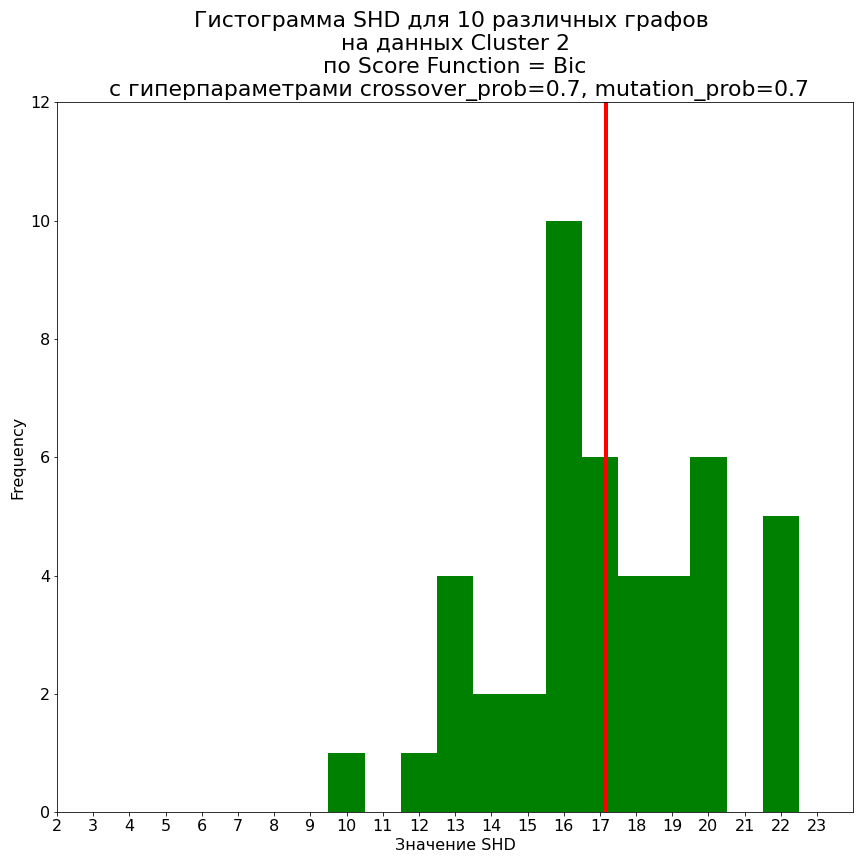 Гистограмма SHD для 10 различных графов
на данных Cluster 2
по Score Function = Bic
с гиперпараметрами crossover_prob=0.7, mutation_prob=0.7
12
10
8
6
4
2
0
Frequency
2 3 4 5 6 7 8 9 10 11 12 13 14 15 16 17 18 19 20 21 22 23
Значение SHD